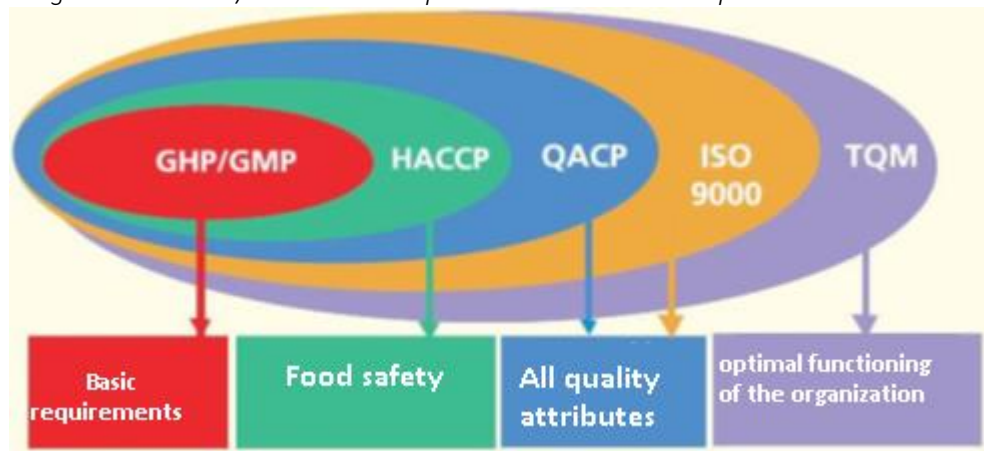 GHP/GMP
HACCP
QACP
ISO
9000
TQM
Basic
requirements
Food safety
All quality
attributes
optimal functioning
of the organization